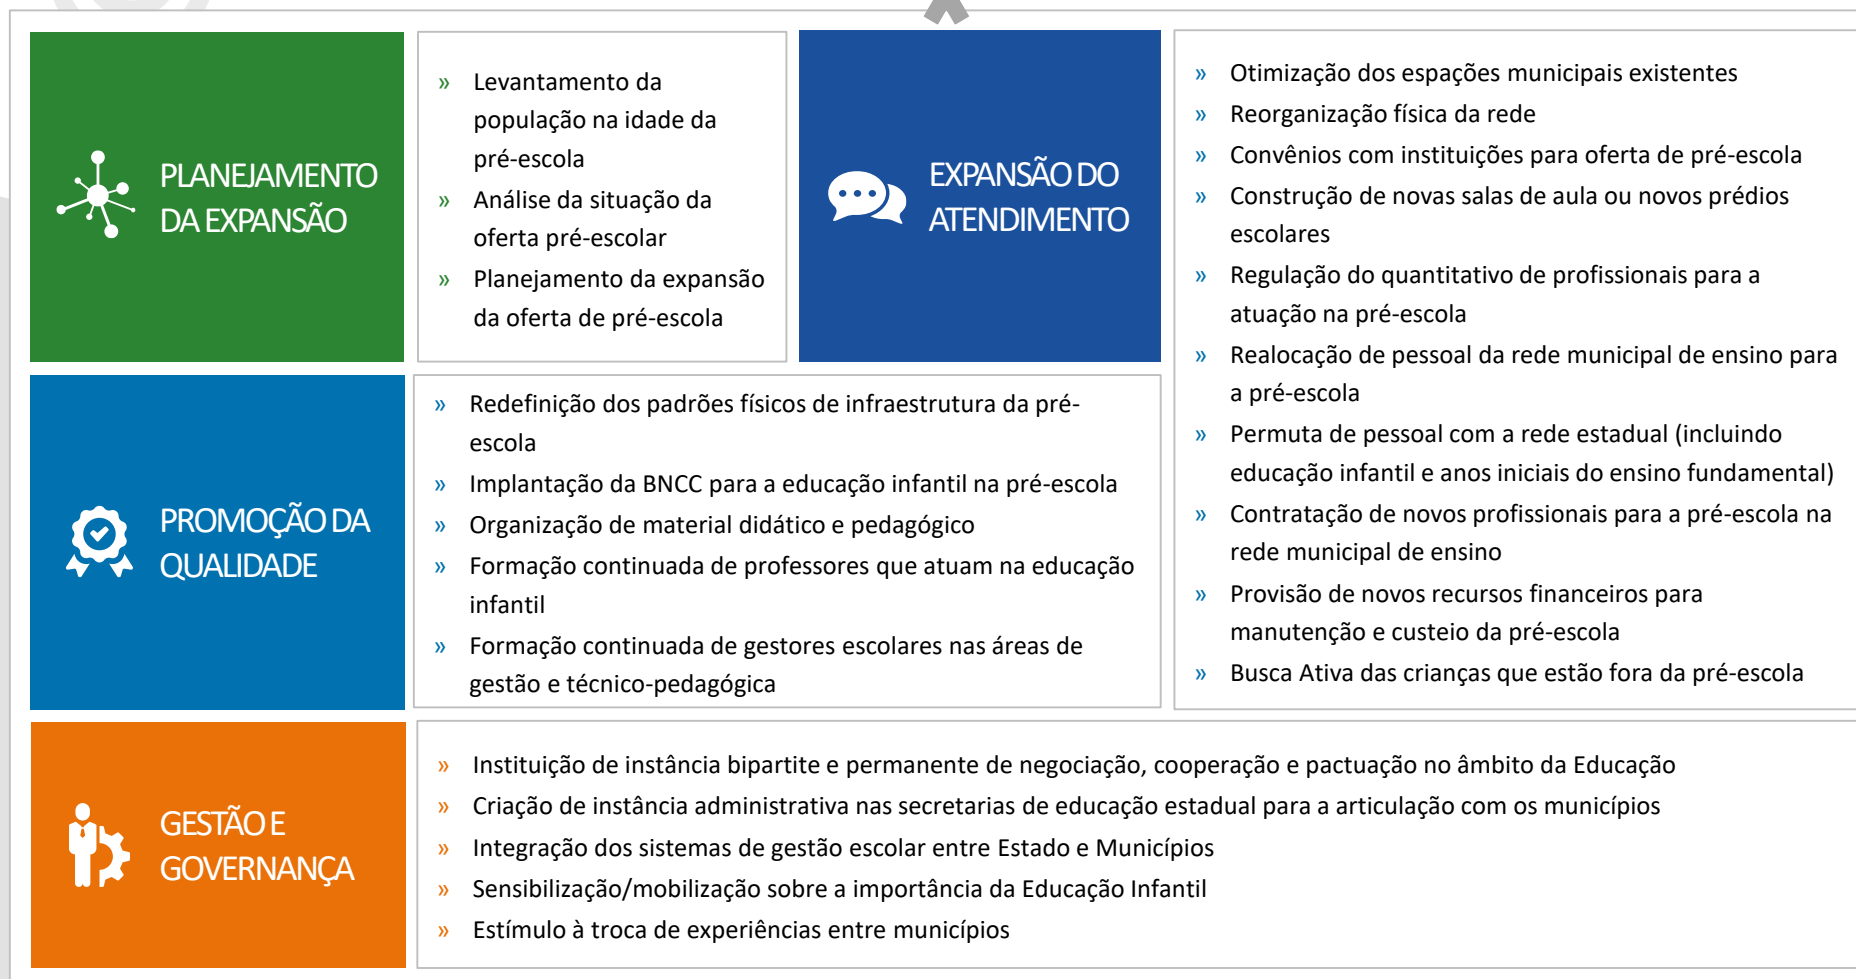 PLANEJAMENTO
DA EXPANSÃO
» Levantamento da
população na idade da
pré-escola
» Análise da situação da
oferta pré-escolar
» Planejamento da expansão
da oferta de pré-escola
EXPANSÃO DO
ATENDIMENTO
» Otimização dos espações municipais existentes
» Reorganização física da rede
» Convênios com instituições para oferta de pré-escola
» Construção de novas salas de aula ou novos prédios
escolares
» Regulação do quantitativo de profissionais para a
atuação na pré-escola
» Realocação de pessoal da rede municipal de ensino para
a pré-escola
» Permuta de pessoal com a rede estadual (incluindo
educação infantil e anos iniciais do ensino fundamental)
» Contratação de novos profissionais para a pré-escola na
rede municipal de ensino
» Provisão de novos recursos financeiros para
manutenção e custeio da pré-escola
» Busca Ativa das crianças que estão fora da pré-escola
PROMOÇÃO DA
QUALIDADE
» Redefinição dos padrões físicos de infraestrutura da pré-
escola
» Implantação da BNCC para a educação infantil na pré-escola
» Organização de material didático e pedagógico
» Formação continuada de professores que atuam na educação
infantil
» Formação continuada de gestores escolares nas áreas de
gestão e técnico-pedagógica
GESTÃO E
GOVERNANÇA
» Instituição de instância bipartite e permanente de negociação, cooperação e pactuação no âmbito da Educação
» Criação de instância administrativa nas secretarias de educação estadual para a articulação com os municípios
» Integração dos sistemas de gestão escolar entre Estado e Municípios
» Sensibilização/mobilização sobre a importância da Educação Infantil
» Estímulo à troca de experiências entre municípios